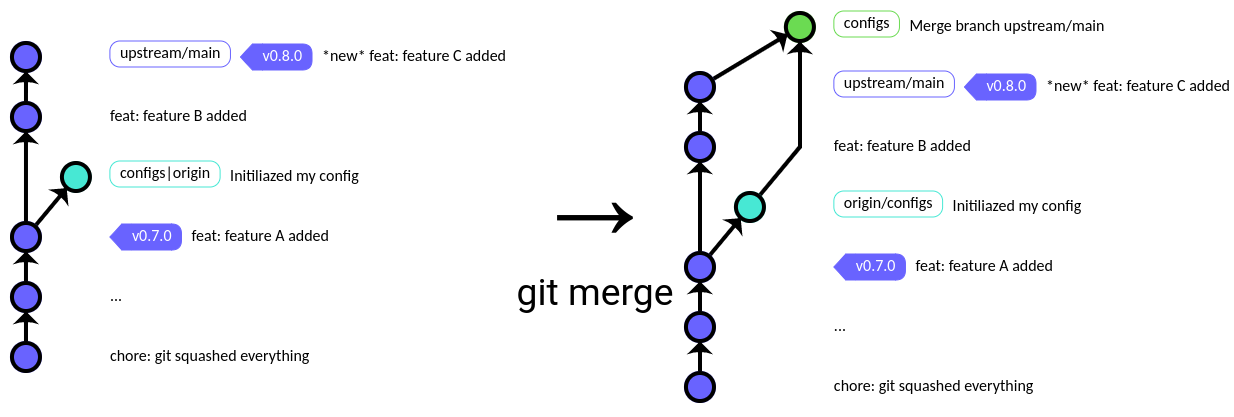 upstream/main v0.8.0 *new* feat: feature C added
feat: feature B added
configs|origin Initiliazed my config
v0.7.0 feat: feature A added
...
chore: git squashed everything
git merge
configs Merge branch upstream/main
upstream/main v0.8.0 *new* feat: feature C added
feat: feature B added
origin/configs Initiliazed my config
v0.7.0 feat: feature A added
...
chore: git squashed everything